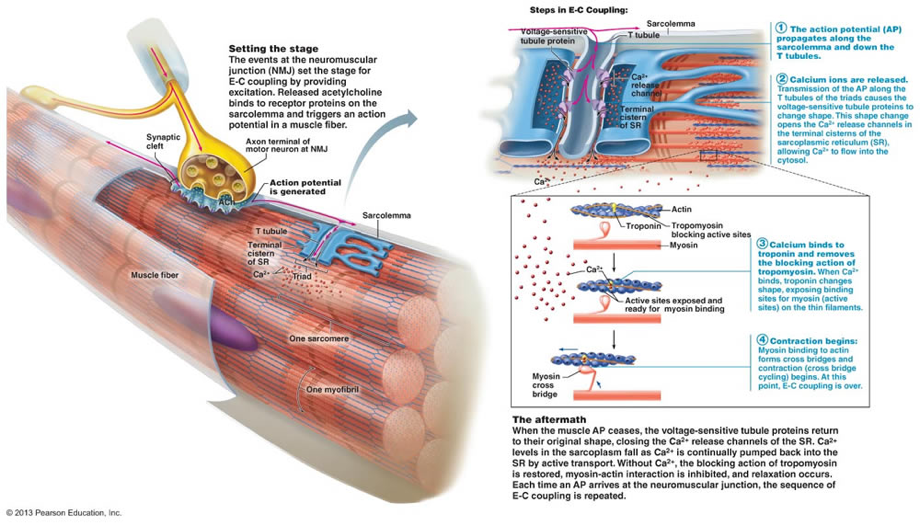 Setting the stage
The events at the neuromuscular
junction (NMJ) set the stage for
E-C coupling by providing
excitation. Released acetylcholine
binds to receptor proteins on the
sarcolemma and triggers an action
potential in a muscle fiber.
Synaptic
cleft
Axon terminal of
motor neuron at NMJ
ACh
Action potential
is generated
Sarcolemma
T tubule
Terminal
cistern
of SR
Ca2+
Triad
Muscle fiber
One sarcomere
One myofibril
Steps in E-C Coupling:
Sarcolemma
Voltage-sensitive
tubule protein
T tubule
Ca2+
release
channel
Terminal
cistern
of SR
Ca2+
1 The action potential (AP)
propagates along the
sarcolemma and down the
T tubules.
2 Calcium ions are released.
Transmission of the AP along the
T tubules of the triads causes the
voltage-sensitive tubule proteins to
change shape. This shape change
opens the Ca2+ release channels in
the terminal cisterns of the
sarcoplasmic reticulum (SR),
allowing Ca2+ to flow into the
cytosol.
Actin
Troponin
Tropomyosin
blocking active sites
Myosin
3 Calcium binds to
troponin and removes
the blocking action of
tropomyosin. When Ca2+
binds, troponin changes
shape, exposing binding
sites for myosin (active
sites) on the thin filaments.
Ca2+
Active sites exposed and
ready for myosin binding
4 Contraction begins:
Myosin binding to actin
forms cross bridges and
contraction (cross bridge
cycling) begins. At this
point, E-C coupling is over.
Myosin
cross
bridge
The aftermath
When the muscle AP ceases, the voltage-sensitive tubule proteins return
to their original shape, closing the Ca2+ release channels of the SR. Ca2+
levels in the sarcoplasm fall as Ca2+ is continually pumped back into the
SR by active transport. Without Ca2+, the blocking action of tropomyosin
is restored, myosin-actin interaction is inhibited, and relaxation occurs.
Each time an AP arrives at the neuromuscular junction, the sequence of
E-C coupling is repeated.
© 2013 Pearson Education, Inc.